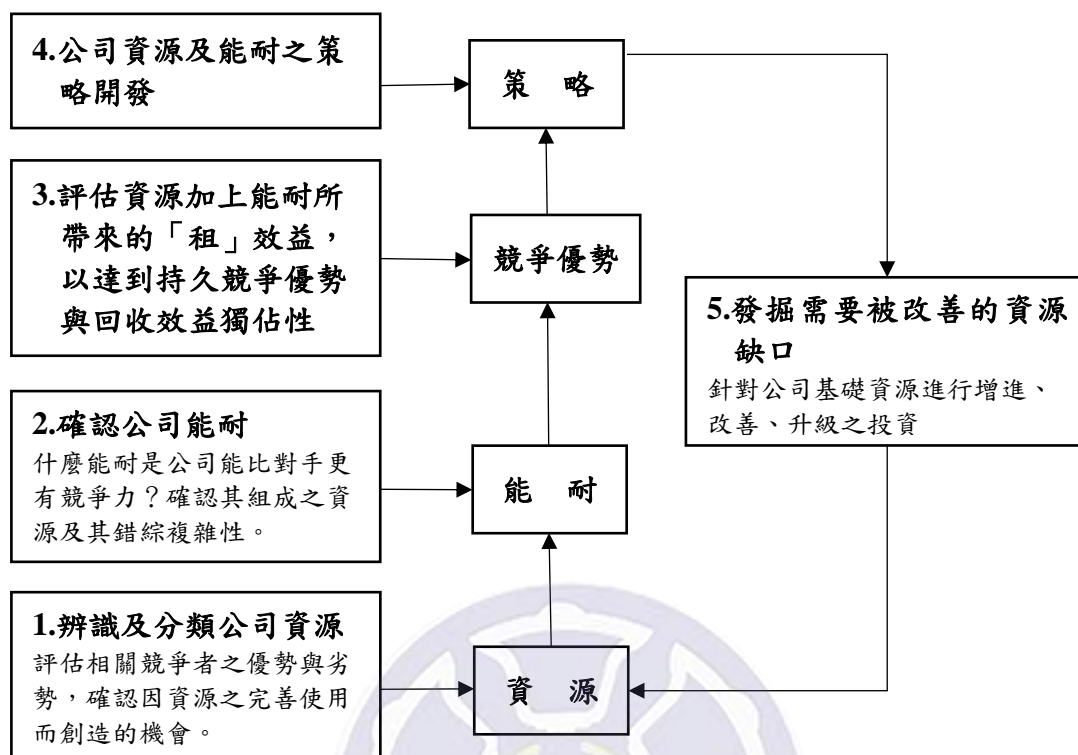 4.公司資源及能耐之策
略開發
策 略
3.評估資源加上能耐所
帶來的「租」效益，
以達到持久競爭優勢
與回收效益獨佔性
競爭優勢
5.發掘需要被改善的資源
缺口
針對公司基礎資源進行增進、
改善、升級之投資
2.確認公司能耐
什麼能耐是公司能比對手更
有競爭力？確認其組成之資
源及其錯綜複雜性。
能 耐
1.辨識及分類公司資源
評估相關競爭者之優勢與劣
勢，確認因資源之完善使用
而創造的機會。
資 源